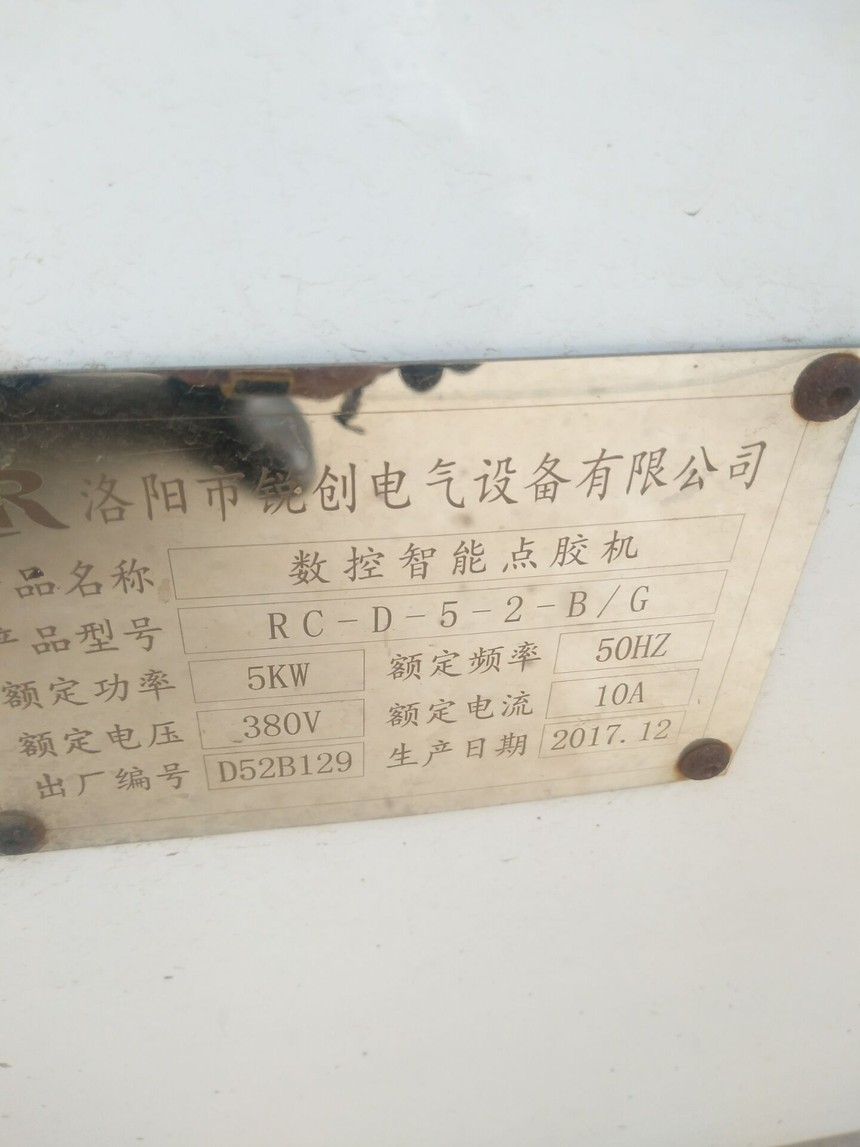 R 洛阳市锐创电气设备有限公司
产品名称 数控智能点胶机
产品型号 RC-D-5-2-B/G
额定功率 5KW 额定频率 50HZ
额定电压 380V 额定电流 10A
出厂编号 D52B129 生产日期 2017.12